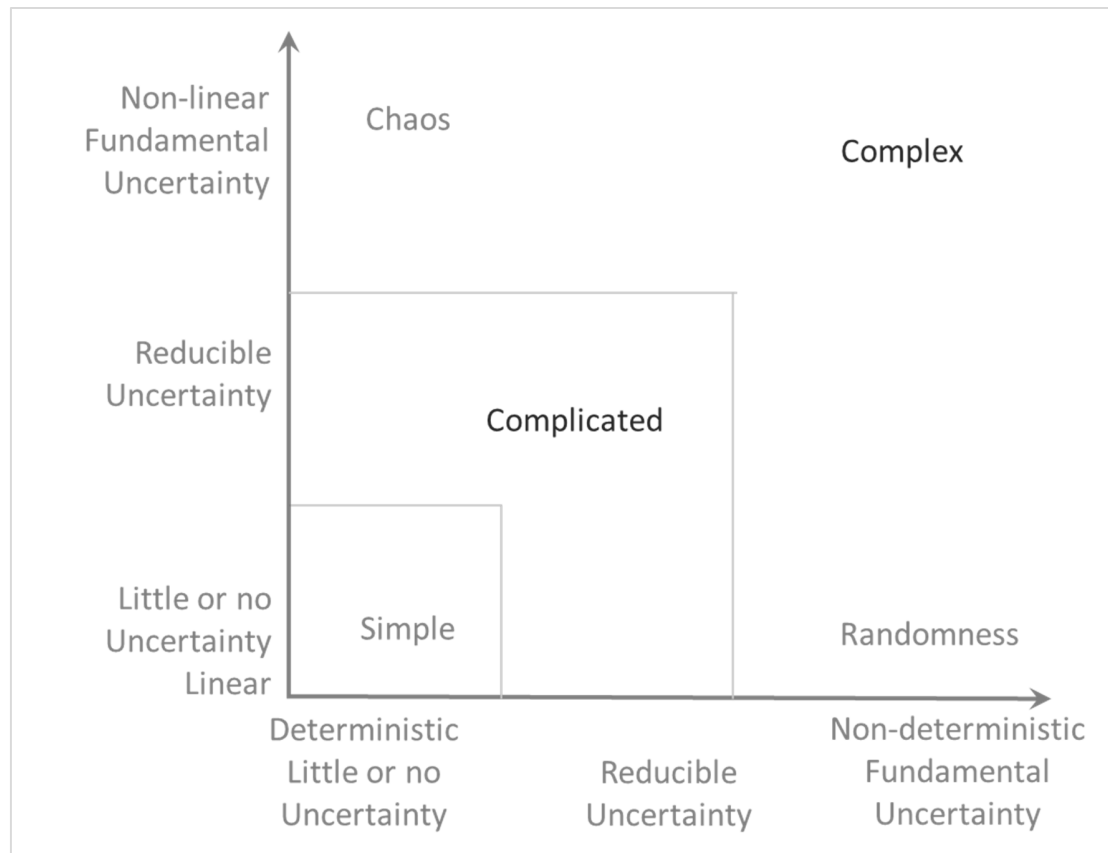 Non-linear
Fundamental
Uncertainty
Chaos
Complex
Reducible
Uncertainty
Complicated
Little or no
Uncertainty
Linear
Simple
Randomness
Deterministic
Little or no
Uncertainty
Reducible
Uncertainty
Non-deterministic
Fundamental
Uncertainty